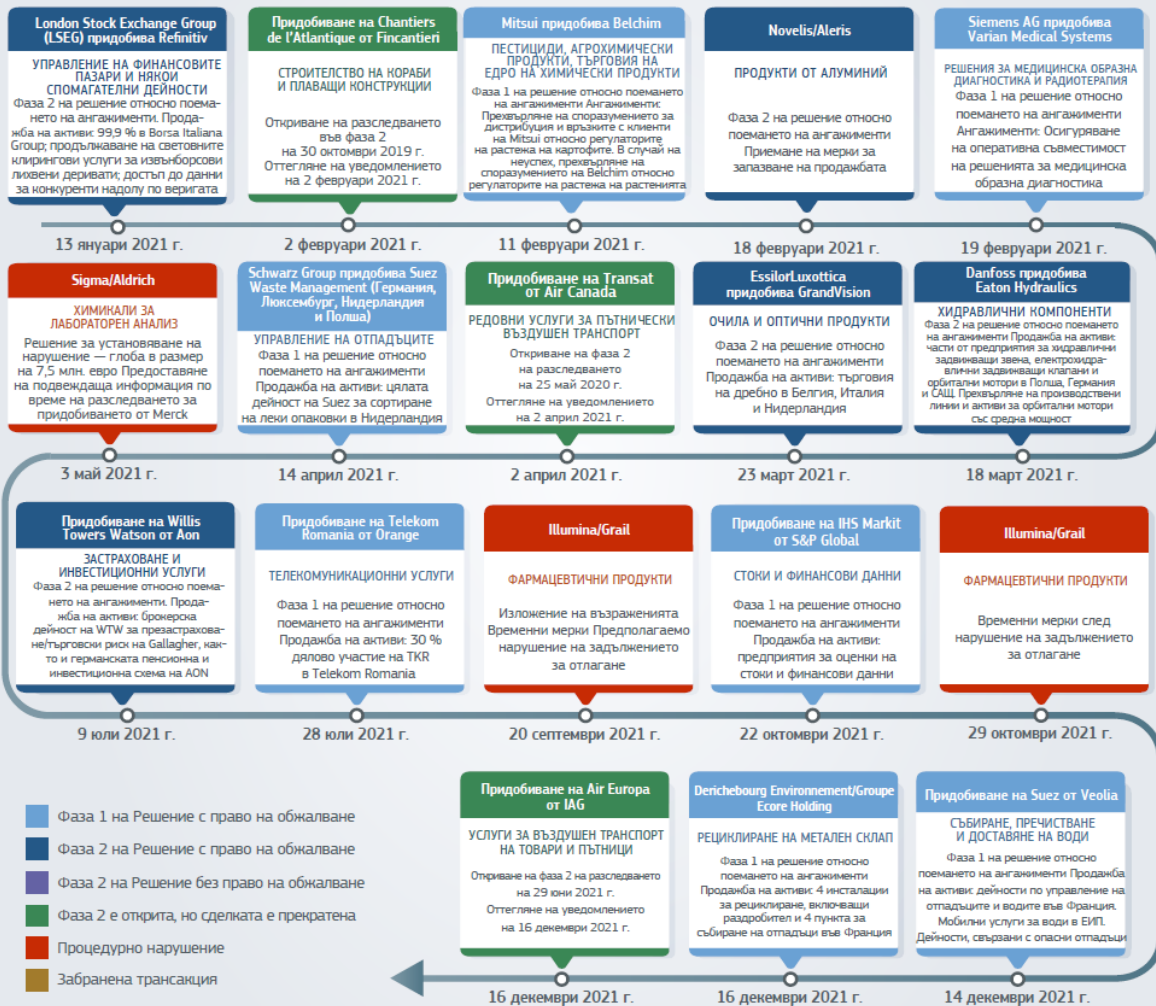 London Stock Exchange Group
(LSEG) придобива Refinitiv
УПРАВЛЕНИЕ НА ФИНАНСОВИТЕ
ПАЗАРИ И НЯКОИ
СПОМАГАТЕЛНИ ДЕЙНОСТИ
Фаза 2 на решение относно поема-
нето на ангажименти. Прода-
жба на активи: 99,9 % в Borsa Italiana
Group; продължаване на световните
клирингови услуги за извънборсови
лихвени деривати; достъп до данни
за конкуренти надолу по веригата
13 януари 2021 г.
Придобиване на Chantiers
de l'Atlantique от Fincantieri
СТРОИТЕЛСТВО НА КОРАБИ
И ПЛАВАЩИ КОНСТРУКЦИИ
Откриване на разследването
във фаза 2
на 30 октомври 2019 г.
Оттегляне на уведомлението
на 2 февруари 2021 г.
2 февруари 2021 г.
Mitsui придобива Belchim
ПЕСТИЦИДИ, АГРОХИМИЧЕСКИ
ПРОДУКТИ, ТЪРГОВИЯ НА
ЕДРО НА ХИМИЧЕСКИ ПРОДУКТИ
Фаза 1 на решение относно поемането
на ангажименти Ангажименти:
Прехвърляне на споразумението за
дистрибуция и връзките с клиенти
на Mitsui относно регулаторите
на растежа на картофите. В случай на
неуспех, прехвърляне на
споразумението на Belchim относно
регулаторите на растежа на растенията
11 февруари 2021 г.
Novelis/Aleris
ПРОДУКТИ ОТ АЛУМИНИЙ
Фаза 2 на решение относно
поемането на ангажименти
Приемане на мерки за
запазване на продажбата
18 февруари 2021 г.
Siemens AG придобива
Varian Medical Systems
РЕШЕНИЯ ЗА МЕДИЦИНСКА ОБРАЗНА
ДИАГНОСТИКА И РАДИОТЕРАПИЯ
Фаза 1 на решение относно
поемането на ангажименти
Ангажименти: Осигуряване
на оперативна съвместимост
на решенията за медицинска
образна диагностика
19 февруари 2021 г.
Sigma/Aldrich
ХИМИКАЛИ ЗА
ЛАБОРАТОРЕН АНАЛИЗ
Решение за установяване на
нарушение — глоба в размер
на 7,5 млн. евро Предоставяне
на подвеждаща информация по
време на разследването за
придобиването от Merck
3 май 2021 г.
Schwarz Group придобива Suez
Waste Management (Германия,
Люксембург, Нидерландия
и Полша)
УПРАВЛЕНИЕ НА ОТПАДЪЦИТЕ
Фаза 1 на решение относно
поемането на ангажименти
Продажба на активи: цялата
дейност на Suez за сортиране
на леки опаковки в Нидерландия
14 април 2021 г.
Придобиване на Transat
от Air Canada
РЕДОВНИ УСЛУГИ ЗА ПЪТНИЧЕСКИ
ВЪЗДУШЕН ТРАНСПОРТ
Откриване на фаза 2
на разследването
на 25 май 2020 г.
Оттегляне на уведомлението
на 2 април 2021 г.
2 април 2021 г.
EssilorLuxottica
придобива GrandVision
ОЧИЛА И ОПТИЧНИ ПРОДУКТИ
Фаза 2 на решение относно
поемането на ангажименти
Продажба на активи: търговия
на дребно в Белгия, Италия
и Нидерландия
23 март 2021 г.
Danfoss придобива
Eaton Hydraulics
ХИДРАВЛИЧНИ КОМПОНЕНТИ
Фаза 2 на решение относно поемането
на ангажименти Продажба на активи:
части от предприятия за хидравлични
задвижващи звена, електрохидра-
влични задвижващи клапани и
орбитални мотори в Полша, Германия
и САЩ. Прехвърляне на производствени
линии и активи за орбитални мотори
със средна мощност
18 март 2021 г.
Придобиване на Willis
Towers Watson от Aon
ЗАСТРАХОВАНЕ И
ИНВЕСТИЦИОННИ УСЛУГИ
Фаза 2 на решение относно поема-
нето на ангажименти. Прода-
жба на активи: брокерска
дейност на WTW за презастрахова-
не/търговски риск на Gallagher, как-
то и германската пенсионна и
инвестиционна схема на AON
9 юли 2021 г.
Придобиване на Telekom
Romania от Orange
ТЕЛЕКОМУНИКАЦИОННИ УСЛУГИ
Фаза 1 на решение относно
поемането на ангажименти
Продажба на активи: 30 %
дялово участие на TKR
в Telekom Romania
28 юли 2021 г.
Illumina/Grail
ФАРМАЦЕВТИЧНИ ПРОДУКТИ
Изложение на възраженията
Временни мерки Предполагаемо
нарушение на задължението
за отлагане
20 септември 2021 г.
Придобиване на IHS Markit
от S&P Global
СТОКИ И ФИНАНСОВИ ДАННИ
Фаза 1 на решение относно
поемането на ангажименти
Продажба на активи:
предприятия за оценки на
стоки и финансови данни
22 октомври 2021 г.
Illumina/Grail
ФАРМАЦЕВТИЧНИ ПРОДУКТИ
Временни мерки след
нарушение на задължението
за отлагане
29 октомври 2021 г.
Придобиване на Air Europa
от IAG
УСЛУГИ ЗА ВЪЗДУШЕН ТРАНСПОРТ
НА ТОВАРИ И ПЪТНИЦИ
Откриване на фаза 2 на разследването
на 29 юни 2021 г.
Оттегляне на уведомлението
на 16 декември 2021 г.
16 декември 2021 г.
Derichebourg Environnement/Groupe
Ecore Holding
РЕЦИКЛИРАНЕ НА МЕТАЛЕН СКЛАП
Фаза 1 на решение относно
поемането на ангажименти
Продажба на активи: 4 инсталации
за рециклиране, включващи
раздробител и 4 пункта за
събиране на отпадъци във Франция
16 декември 2021 г.
Придобиване на Suez от Veolia
СЪБИРАНЕ, ПРЕЧИСТВАНЕ
И ДОСТАВЯНЕ НА ВОДИ
Фаза 1 на решение относно
поемането на ангажименти Продажба
на активи: дейности по управление на
отпадъците и водите във Франция.
Мобилни услуги за води в ЕИП.
Дейности, свързани с опасни отпадъци
14 декември 2021 г.
Фаза 1 на Решение с право на обжалване
Фаза 2 на Решение с право на обжалване
Фаза 2 на Решение без право на обжалване
Фаза 2 е открита, но сделката е прекратена
Процедурно нарушение
Забранена трансакция